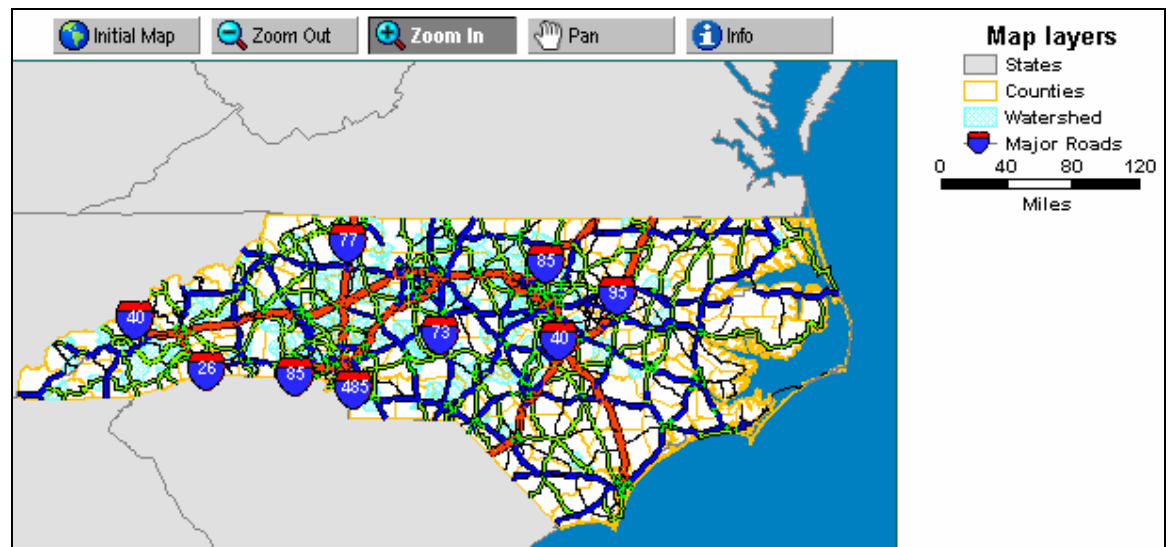 Initial Map Zoom Out Zoom In Pan Info
Map layers
States
Counties
Watershed
Major Roads
0 40 80 120
Miles
77
85
95
40
73
40
26
85
485